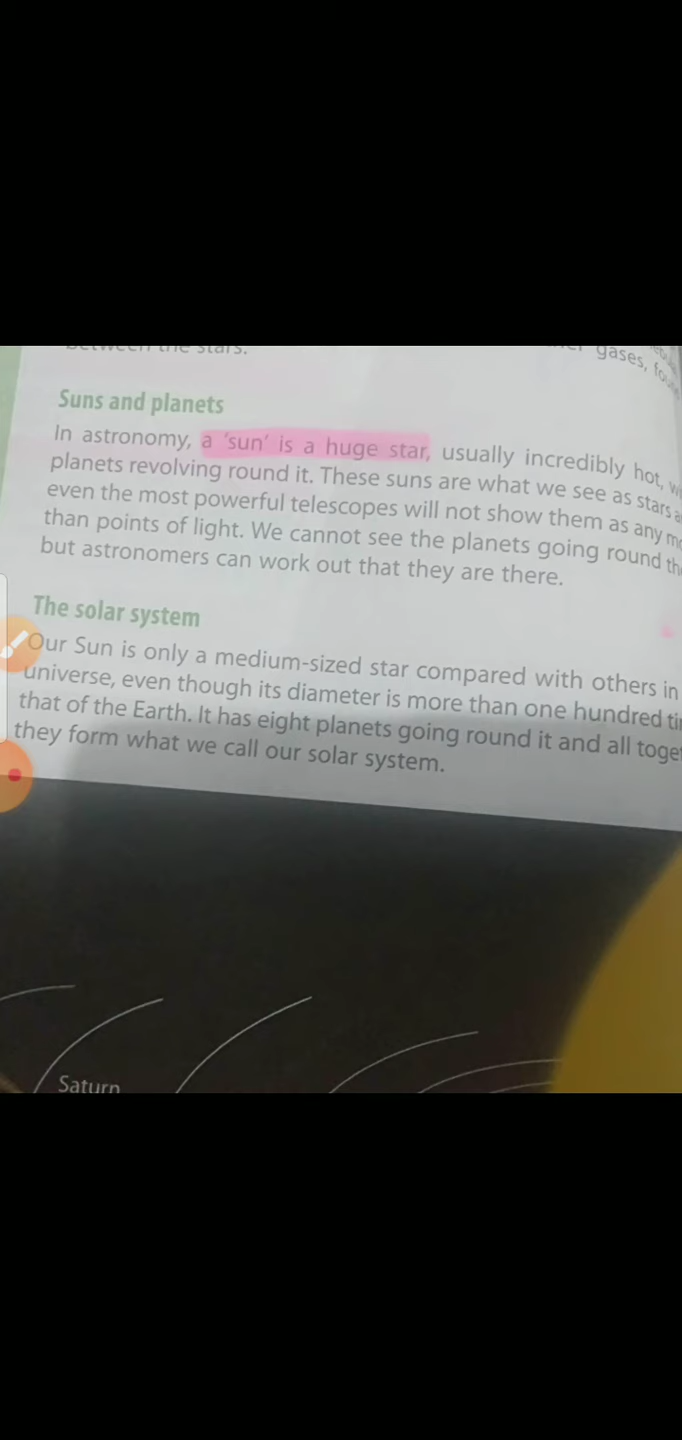 between the stars.
gases,
Suns and planets
In astronomy, a ‘sun’ is a huge star, usually incredibly hot,
planets revolving round it. These suns are what we see as stars
even the most powerful telescopes will not show them as any
than points of light. We cannot see the planets going round
but astronomers can work out that they are there.
The solar system
Our Sun is only a medium-sized star compared with others in
universe, even though its diameter is more than one hundred
that of the Earth. It has eight planets going round it and all
they form what we call our solar system.
Saturn